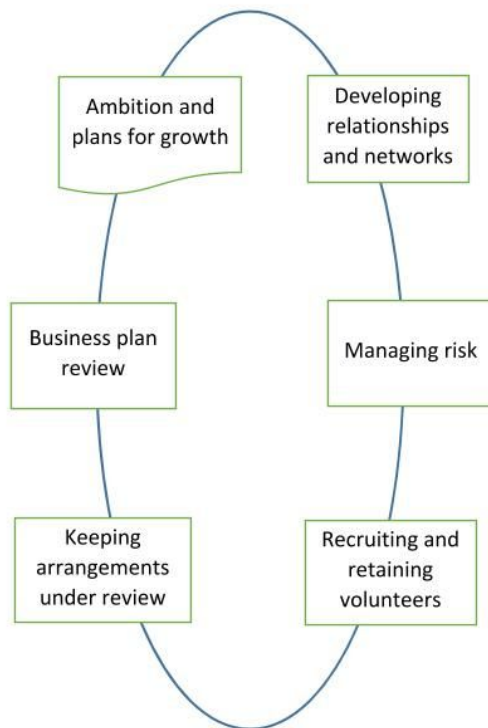 Ambition and
plans for growth
Developing
relationships
and networks
Business plan
review
Managing risk
Keeping
arrangements
under review
Recruiting and
retaining
volunteers